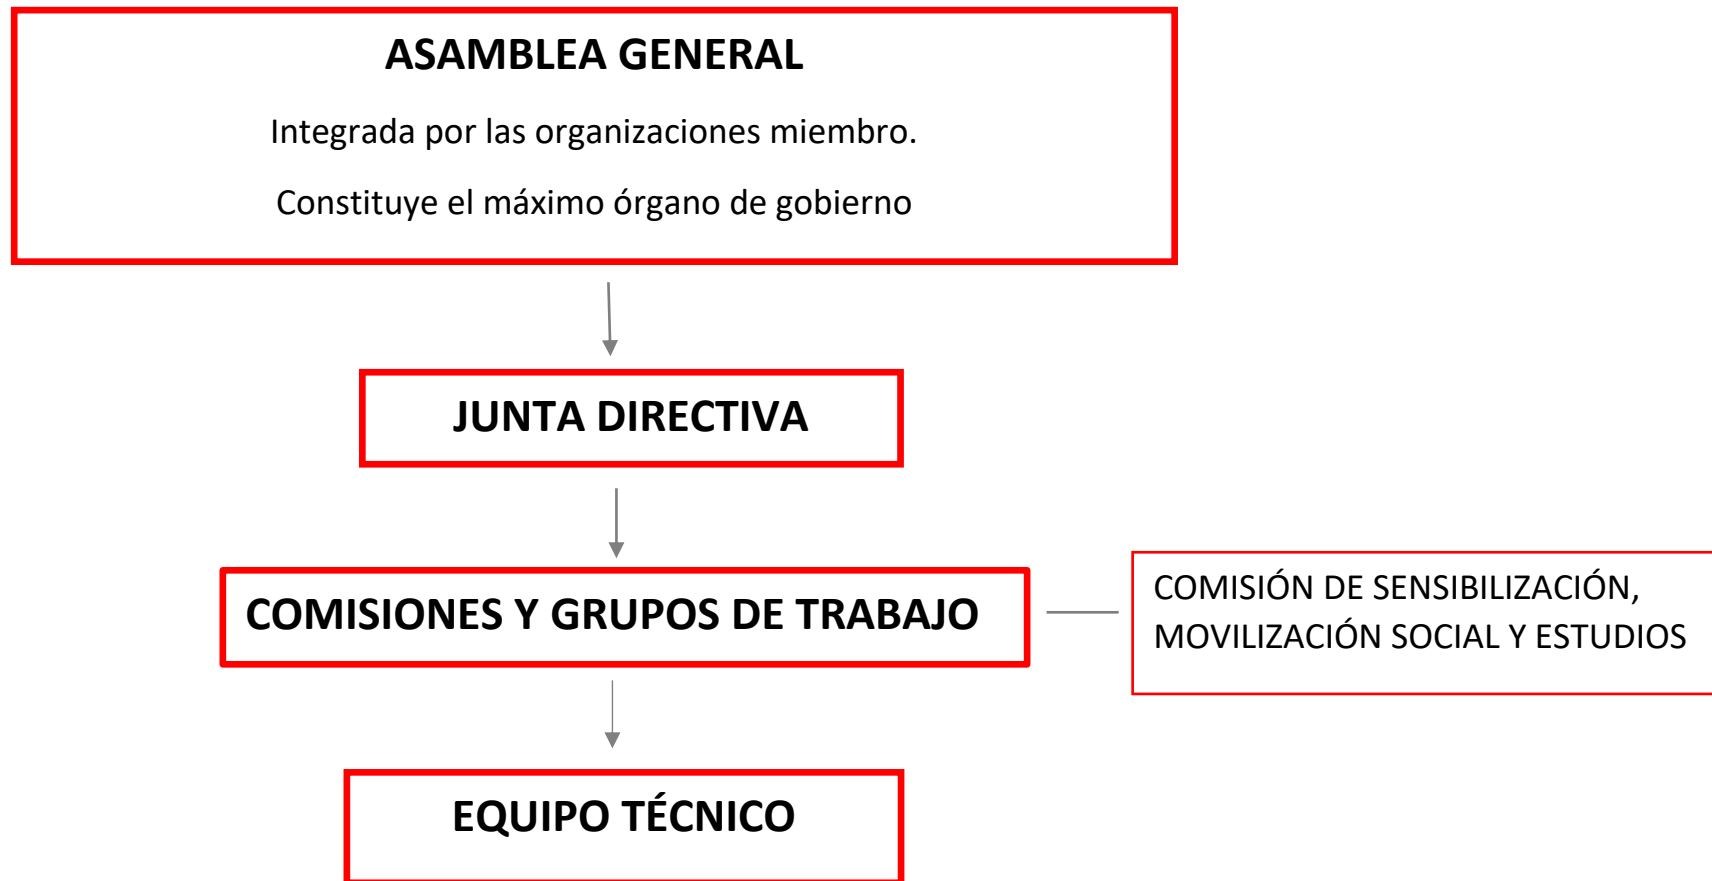 ASAMBLEA GENERAL
Integrada por las organizaciones miembro.
Constituye el máximo órgano de gobierno
JUNTA DIRECTIVA
COMISIONES Y GRUPOS DE TRABAJO
COMISIÓN DE SENSIBILIZACIÓN,
MOVILIZACIÓN SOCIAL Y ESTUDIOS
EQUIPO TÉCNICO